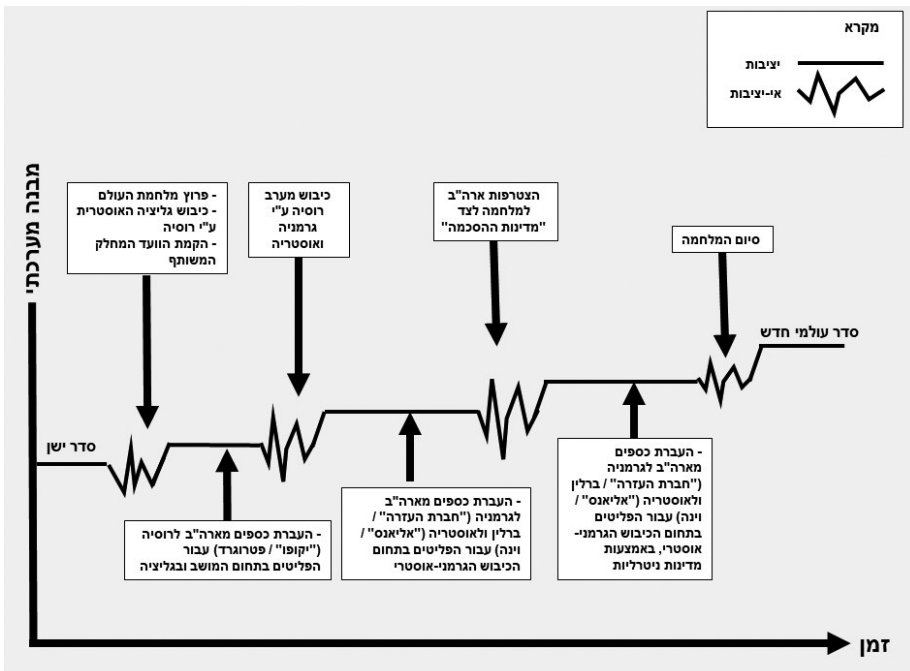 מקרא
יציבות
אי-יציבות
מבנה מערכתי
- פרוץ מלחמת העולם
- כיבוש גליציה האוסטרית
ע"י רוסיה
- הקמת הוועד המחלק
המשותף
כיבוש מערב
רוסיה ע"י
גרמניה
ואוסטריה
הצטרפות ארה"ב
למלחמה לצד
"מדינות ההסכמה"
סיום המלחמה
סדר ישן
סדר עולמי חדש
- העברת כספים מארה"ב לרוסיה
("יקופו" / פטרוגרד) עבור
הפליטים בתחום המושב ובגליציה
- העברת כספים מארה"ב
לגרמניה ("חברת העזרה" /
ברלין ולאוסטריה ("אליאנס" /
וינה) עבור הפליטים בתחום
הכיבוש הגרמני-אוסטרי
- העברת כספים
מארה"ב לגרמניה
("חברת העזרה" / ברלין
ולאוסטריה ("אליאנס" /
וינה) עבור הפליטים
בתחום הכיבוש הגרמני-
אוסטרי, באמצעות
מדינות ניטרליות
זמן